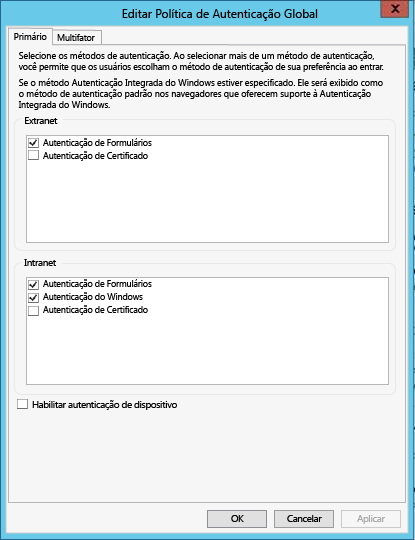 Editar Política de Autenticação Global
x
Primário
Multifator
Selecione os métodos de autenticação. Ao selecionar mais de um método de autenticação,
você permite que os usuários escolham o método de autenticação de sua preferência ao entrar.
Se o método Autenticação Integrada do Windows estiver especificado. Ele será exibido como
o método de autenticação padrão nos navegadores que oferecem suporte à Autenticação
Integrada do Windows.
Extranet
Autenticação de Formulários
Autenticação de Certificado
Intranet
Autenticação de Formulários
Autenticação do Windows
Autenticação de Certificado
Habilitar autenticação de dispositivo
OK
Cancelar
Aplicar